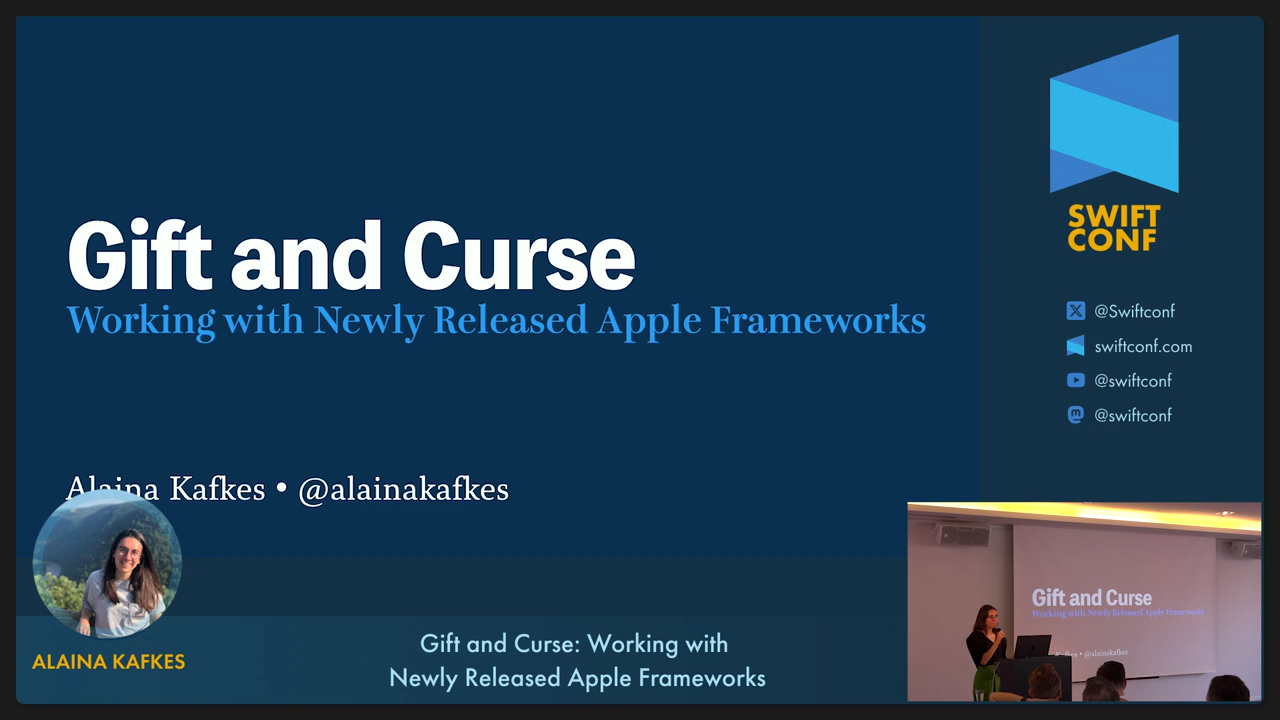 Gift and Curse
Working with Newly Released Apple Frameworks
Alaina Kafkes • @alainakafkes
ALAINA KAFKES
Gift and Curse: Working with
Newly Released Apple Frameworks
SWIFT
CONF
@Swiftconf
swiftconf.com
@swiftconf
@swiftconf
Gift and Curse
Working with Newly Released Apple Frameworks
Kafkes • @alainakafkes